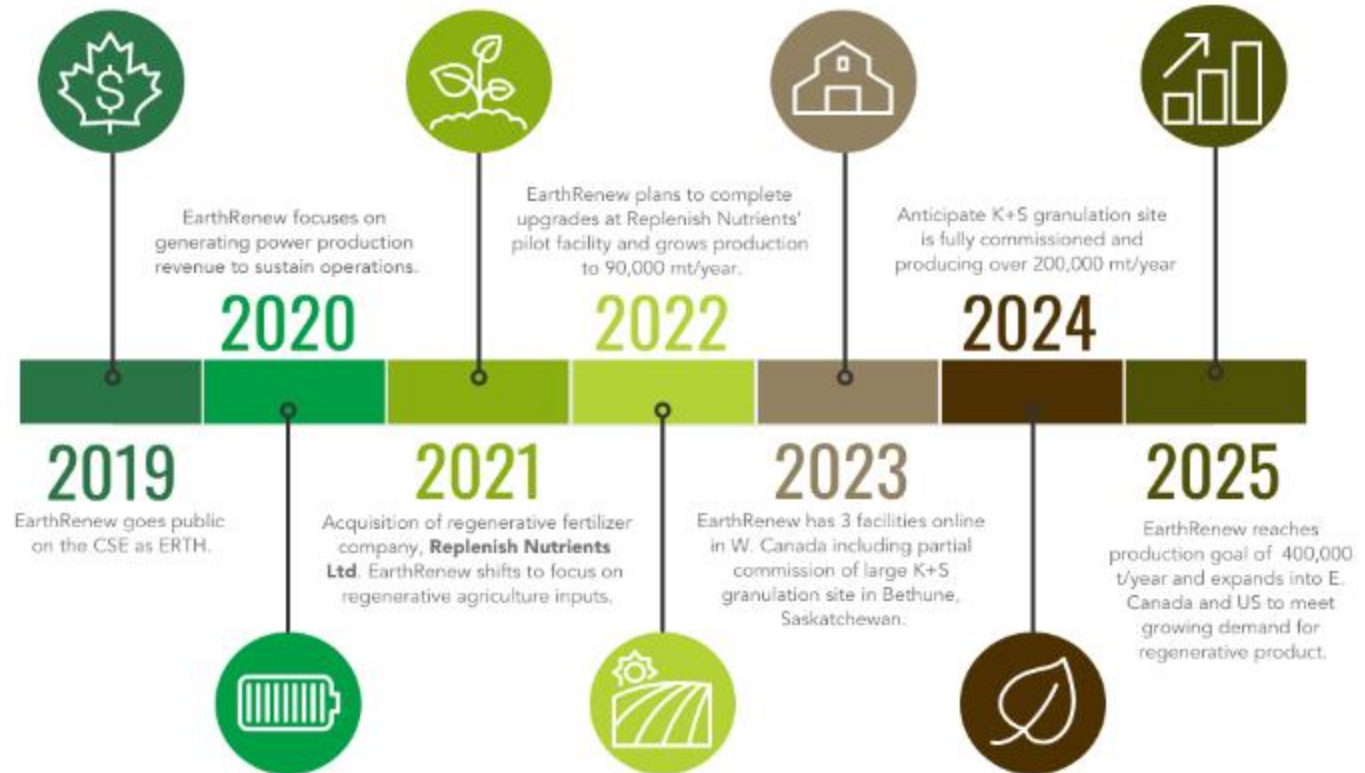 $
EarthRenew focuses on
generating power production
revenue to sustain operations.
2020
EarthRenew plans to complete
upgrades at Replenish Nutrients'
pilot facility and grows production
to 90,000 mt/year.
2022
Anticipate K+S granulation site
is fully commissioned and
producing over 200,000 mt/year
2024
2019
EarthRenew goes public
on the CSE as ERTH.
2021
Acquisition of regenerative fertilizer
company, Replenish Nutrients
Ltd. EarthRenew shifts to focus on
regenerative agriculture inputs.
2023
EarthRenew has 3 facilities online
in W. Canada including partial
commission of large K+S
granulation site in Bethune,
Saskatchewan.
2025
EarthRenew reaches
production goal of 400,000
t/year and expands into E.
Canada and US to meet
growing demand for
regenerative product.